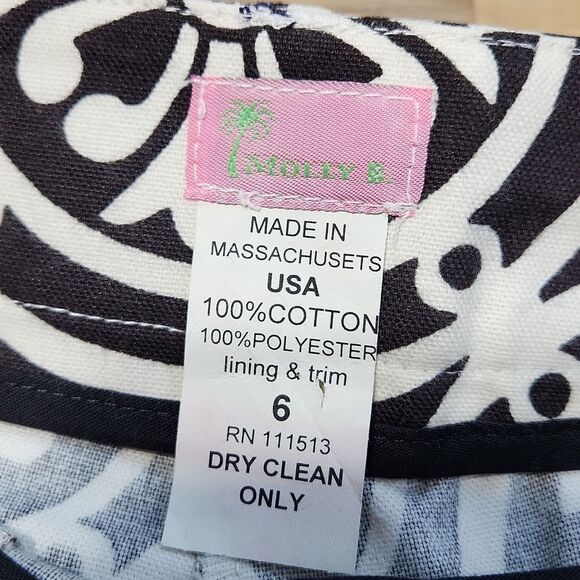 MOLLY B.
MADE IN
MASSACHUSETS
USA
100%COTTON
100%POLYESTER
lining & trim
6
RN 111513
DRY CLEAN
ONLY